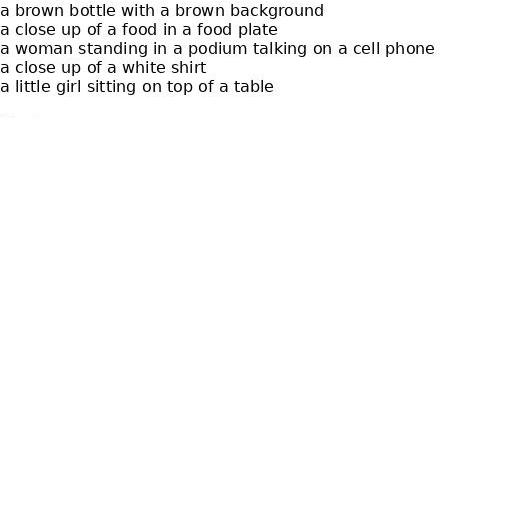 a brown bottle with a brown background
a close up of a food in a food plate
a woman standing in a podium talking on a cell phone
a close up of a white shirt
a little girl sitting on top of a table